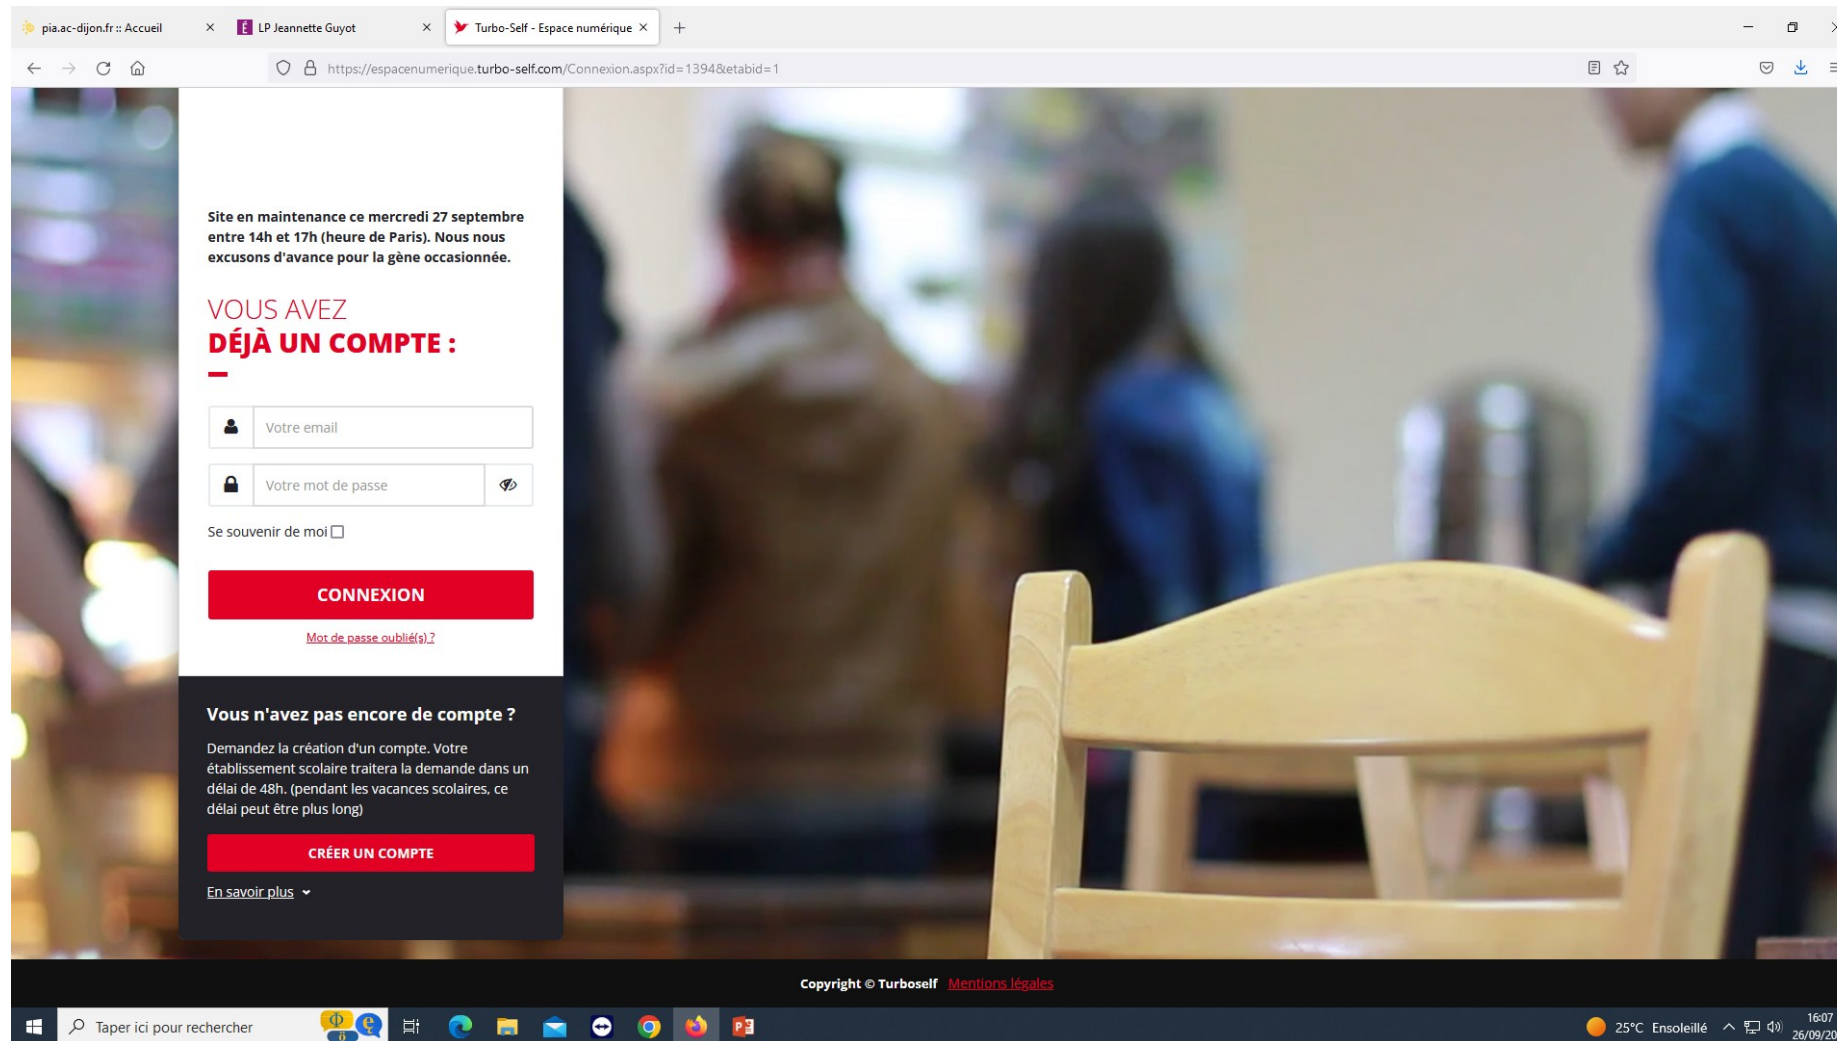 pia.ac-dijon.fr :: Accueil
LP Jeannette Guyot
Turbo-Self - Espace numérique
https://espacenumerique.turbo-self.com/Connexion.aspx?id=1394&etabid=1
Site en maintenance ce mercredi 27 septembre
entre 14h et 17h (heure de Paris). Nous nous
excusons d'avance pour la gène occasionnée.
VOUS AVEZ
DÉJÀ UN COMPTE :
Votre email
Votre mot de passe
Se souvenir de moi
CONNEXION
Mot de passe oublié(s) ?
Vous n'avez pas encore de compte ?
Demandez la création d'un compte. Votre
établissement scolaire traitera la demande dans un
délai de 48h. (pendant les vacances scolaires, ce
délai peut être plus long)
CRÉER UN COMPTE
En savoir plus
Copyright © Turboself Mentions légales
Taper ici pour rechercher
25°C Ensoleillé
16:07
26/09/20